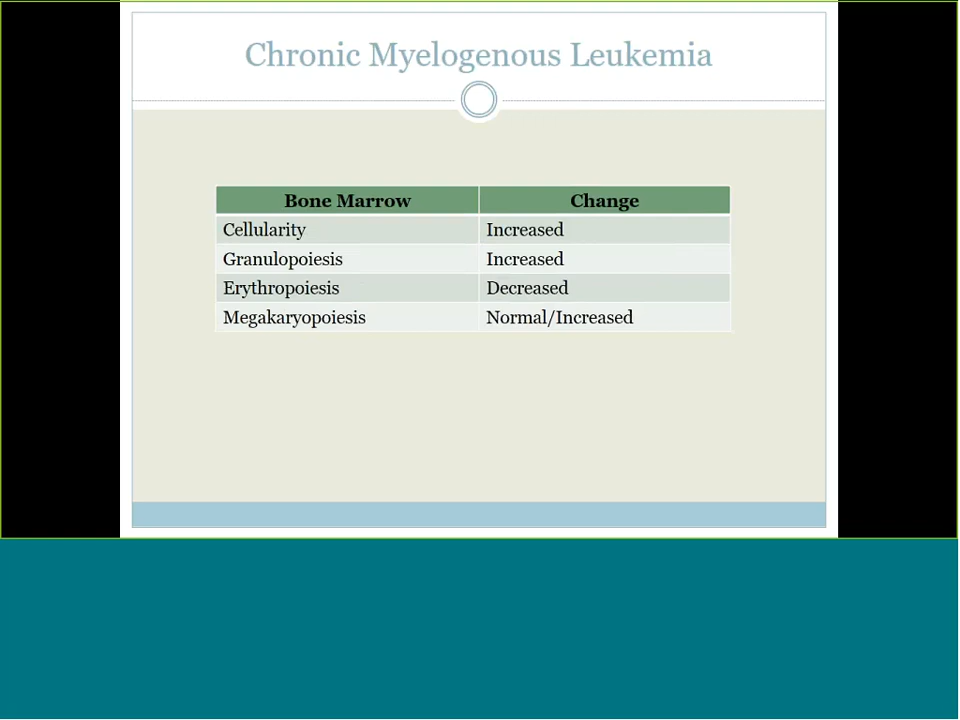 Chronic Myelogenous Leukemia
Bone Marrow Change
Cellularity Increased
Granulopoiesis Increased
Erythropoiesis Decreased
Megakaryopoiesis Normal/Increased